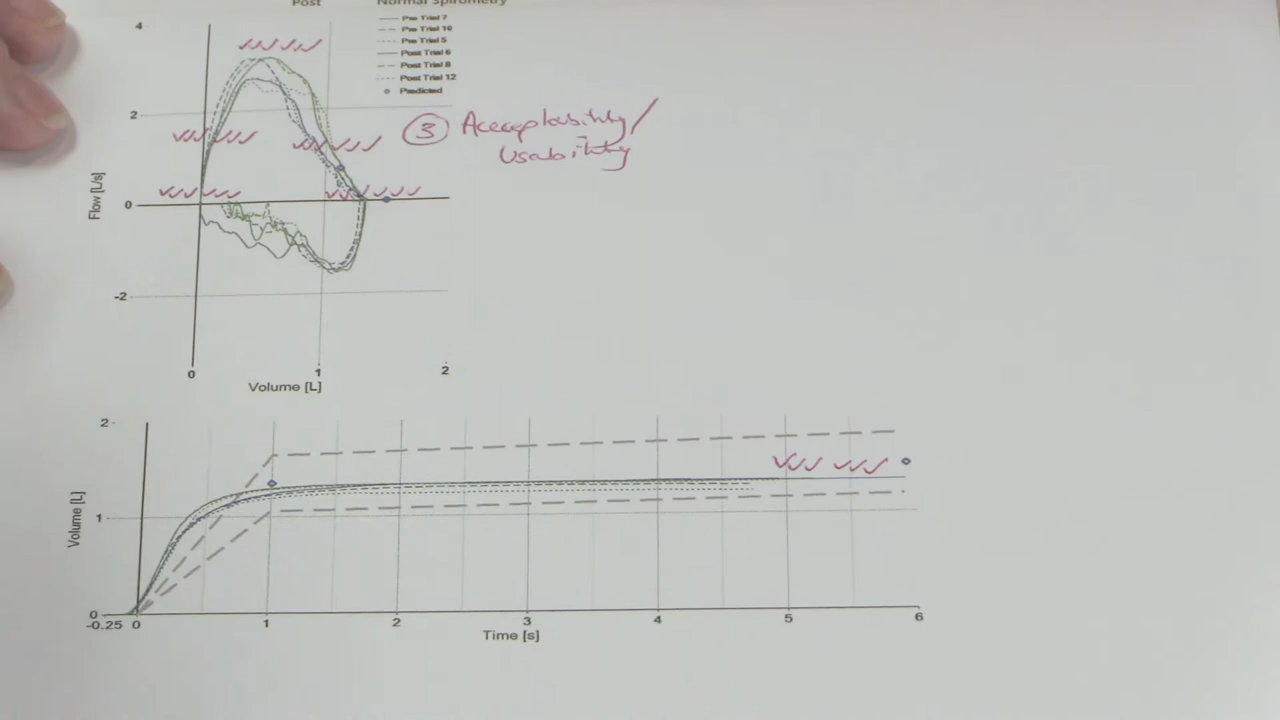 Post Normal Spirometry
4
Pre Trial 7
Pre Trial 10
Pre Trial 5
Post Trial 6
Post Trial 8
Post Trial 12
Predicted
2
3 Acceptability/
Usability
Flow [L/s]
0
-2
0 1 2
Volume [L]
2
Volume [L]
1
0
-0.25 0 1 2 3 4 5 6
Time [s]